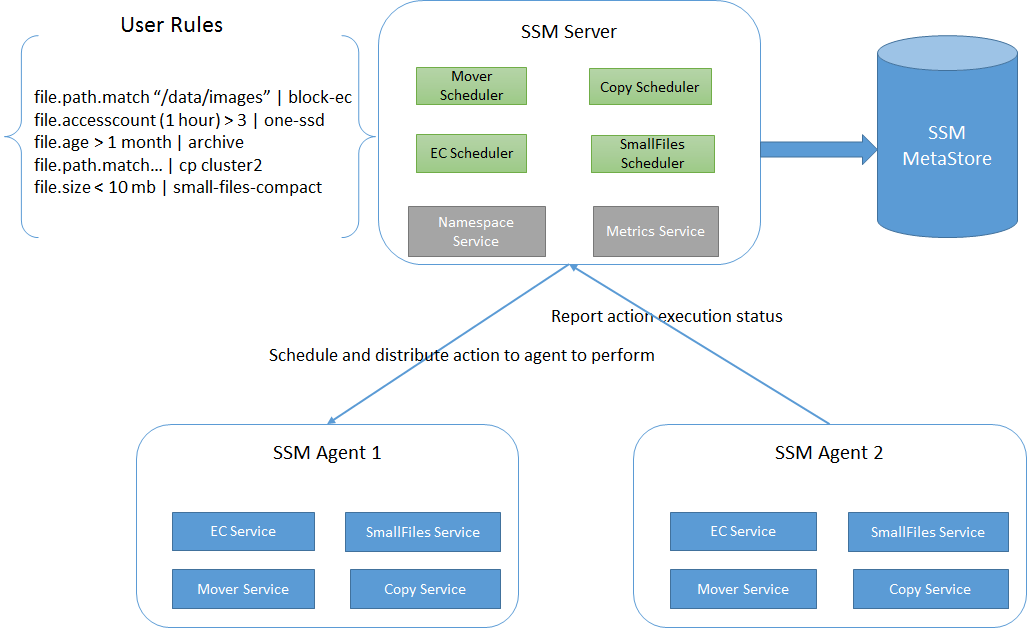 User Rules
file.path.match “/data/images” | block-ec
file.accesscount (1 hour) > 3 | one-ssd
file.age > 1 month | archive
file.path.match... | cp cluster2
file.size < 10 mb | small-files-compact
SSM Server
Mover
Scheduler
Copy Scheduler
EC Scheduler
SmallFiles
Scheduler
Namespace
Service
Metrics Service
SSM
MetaStore
Report action execution status
Schedule and distribute action to agent to perform
SSM Agent 1
EC Service
SmallFiles Service
Mover Service
Copy Service
SSM Agent 2
EC Service
SmallFiles Service
Mover Service
Copy Service